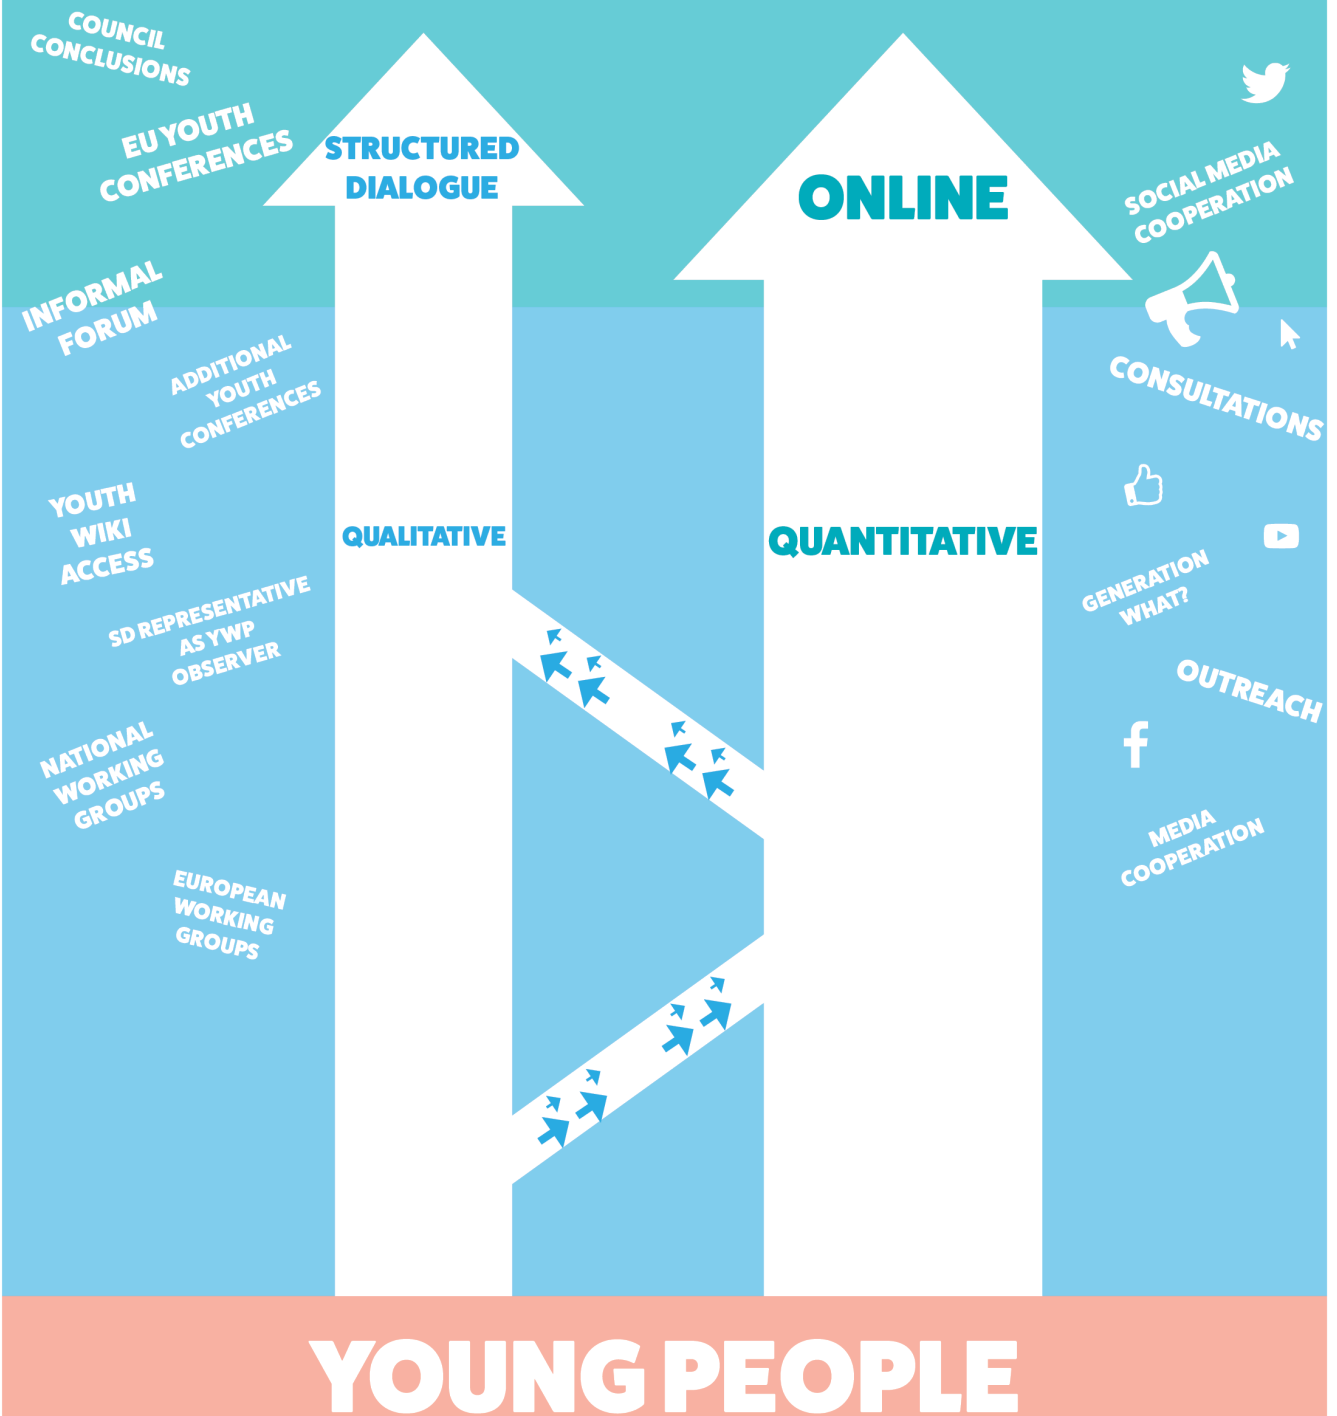 COUNCIL
CONCLUSIONS
EU YOUTH
CONFERENCES
INFORMAL
FORUM
ADDITIONAL
YOUTH
CONFERENCES
YOUTH
WIKI
ACCESS
SD REPRESENTATIVE
AS YWP
OBSERVER
NATIONAL
WORKING
GROUPS
EUROPEAN
WORKING
GROUPS
STRUCTURED
DIALOGUE
QUALITATIVE
ONLINE
QUANTITATIVE
SOCIAL MEDIA
COOPERATION
CONSULTATIONS
GENERATION
WHAT?
OUTREACH
MEDIA
COOPERATION
YOUNG PEOPLE